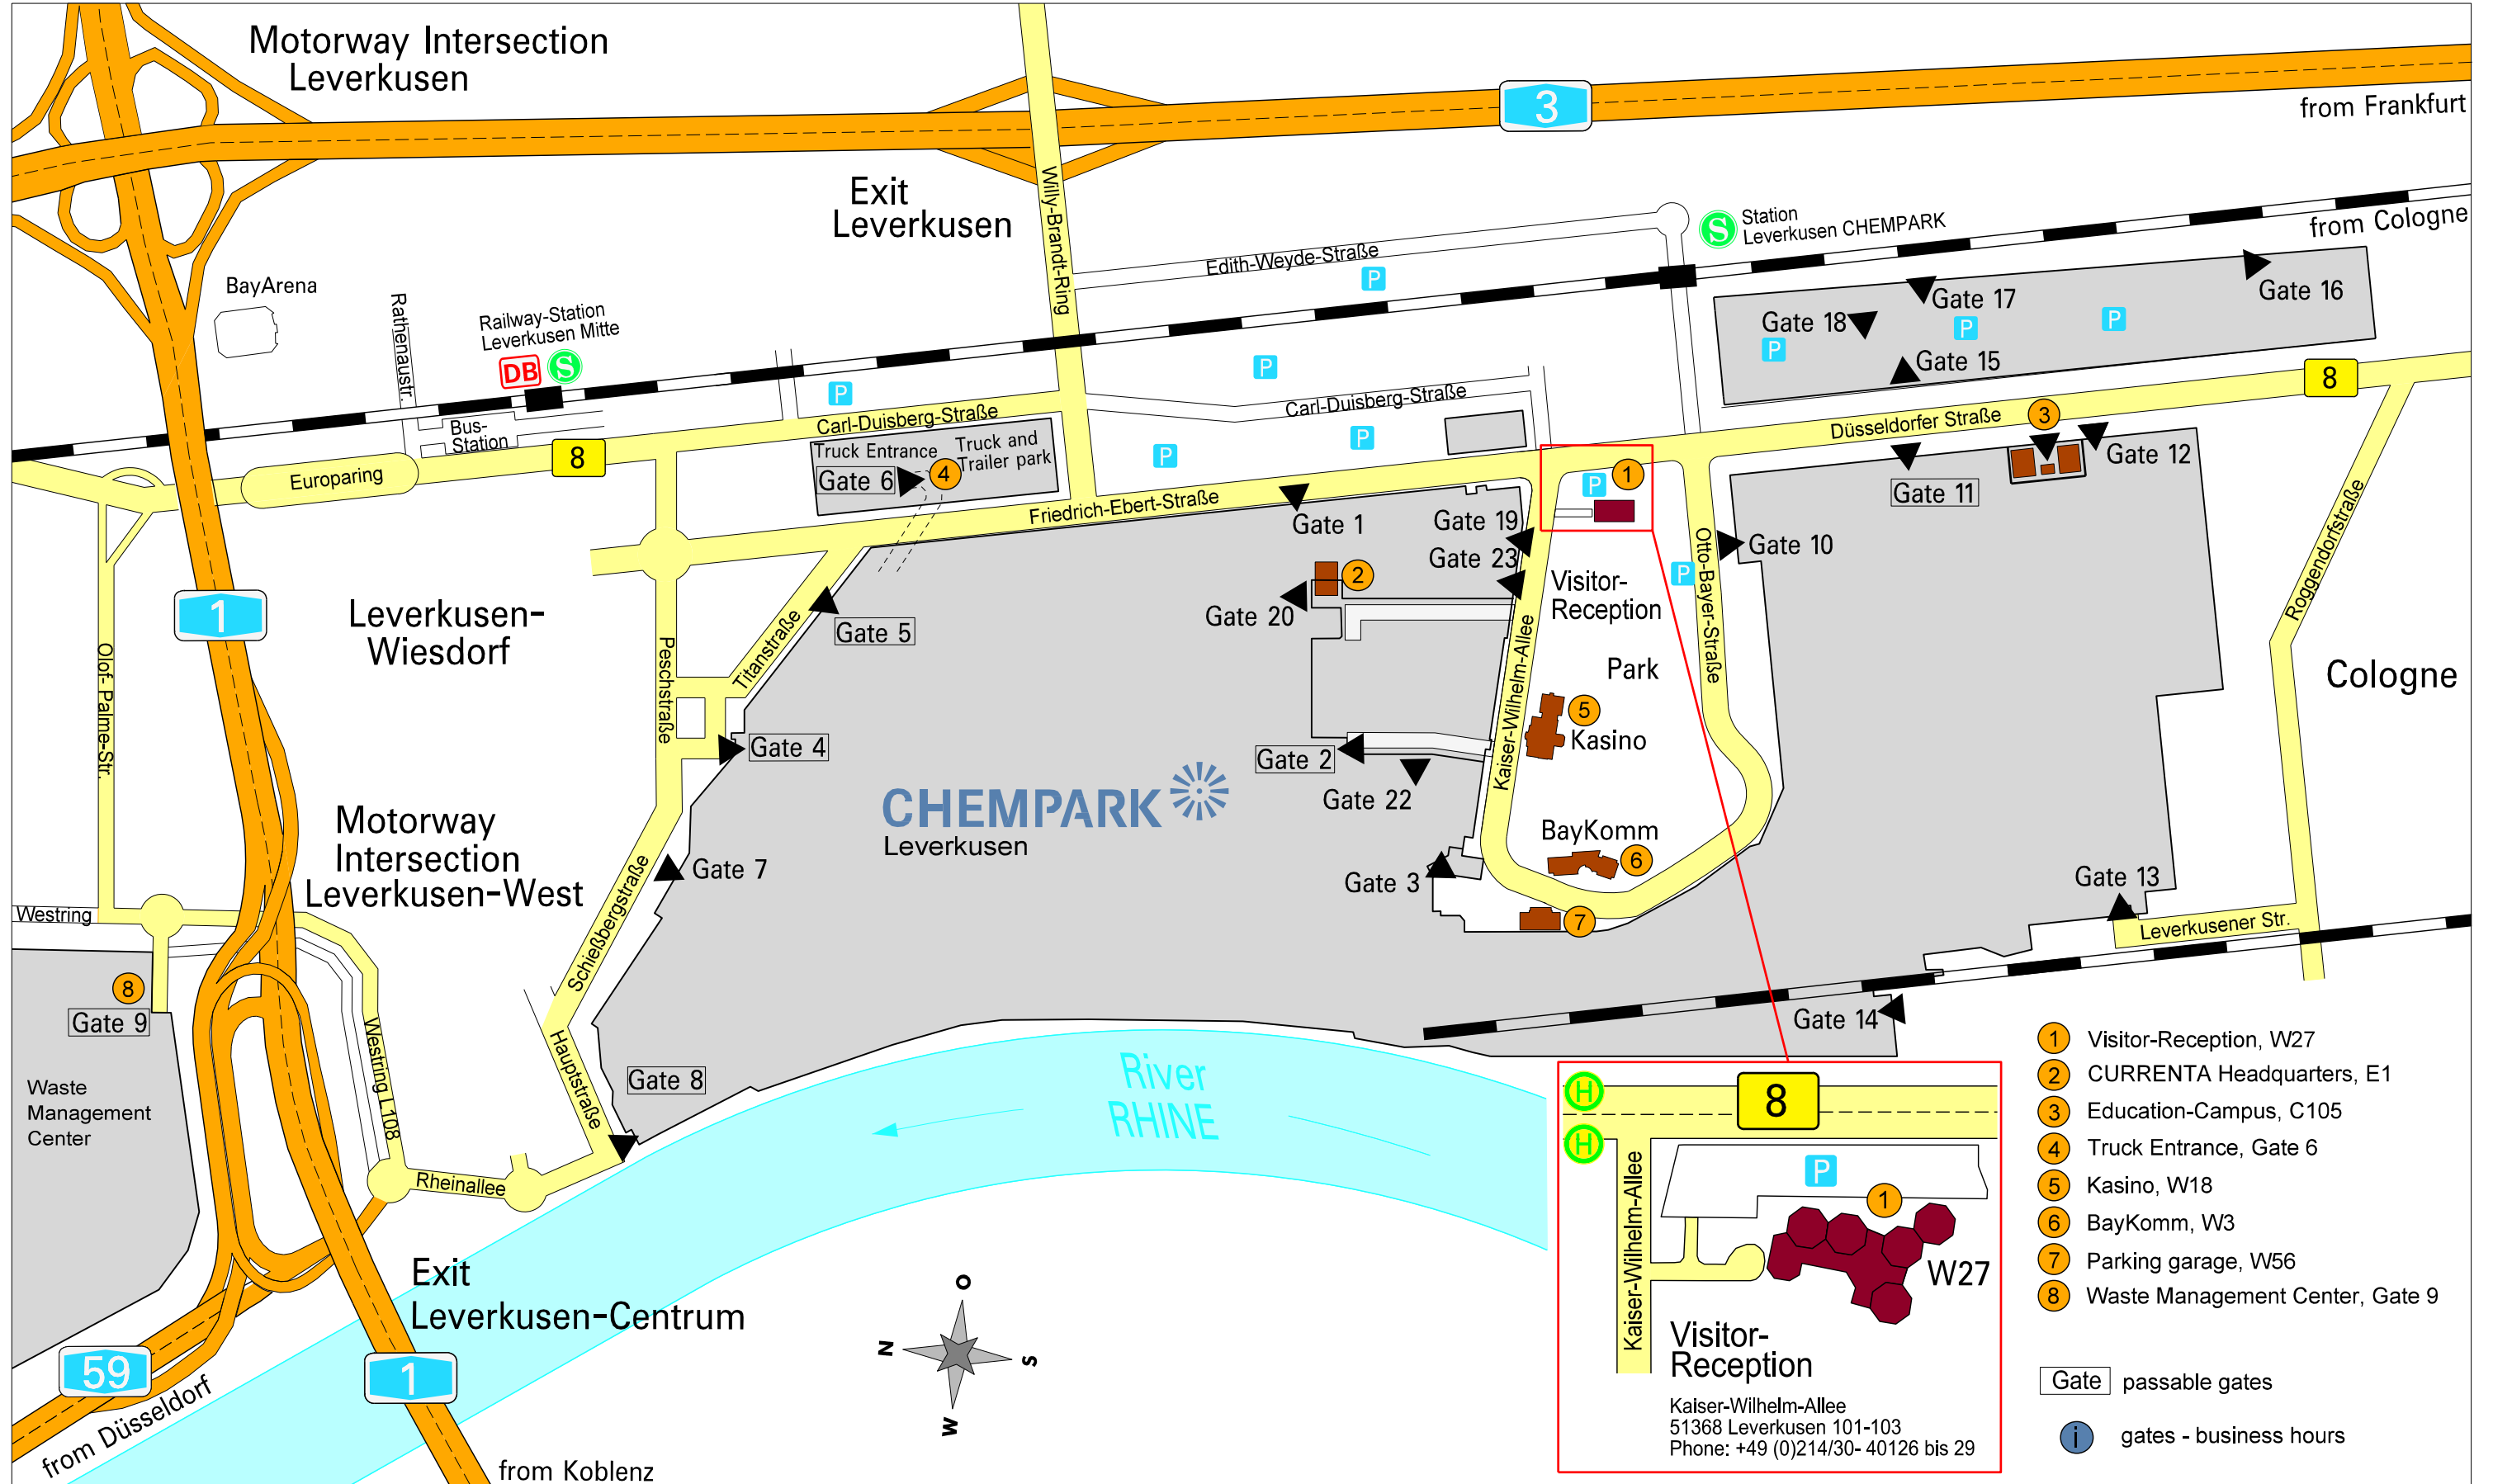 Motorway Intersection
Leverkusen
3
from Frankfurt
Exit
Leverkusen
Willy-Brandt-Ring
Edith-Weyde-Straße
P
S
Station
Leverkusen CHEMPARK
from Cologne
BayArena
Rathenaustr.
Railway-Station
Leverkusen Mitte
DB
S
Bus-
Station
Europaring
8
Carl-Duisberg-Straße
P
P
Carl-Duisberg-Straße
P
P
Truck Entrance
Truck and
Trailer park
Gate 6
4
Friedrich-Ebert-Straße
Gate 1
Gate 19
Gate 23
1
P
Gate 17
Gate 16
Gate 18
P
P
P
Gate 15
8
Düsseldorfer Straße
3
Gate 12
Gate 11
Gate 10
P
Otto-Bayer-Straße
Roggendorfstraße
Cologne
1
Leverkusen-
Wiesdorf
Olof- Palme-Str.
Peschstraße
Titanstraße
Gate 5
Gate 4
2
Gate 20
Visitor-
Reception
Park
Kaiser-Wilhelm-Allee
5
Kasino
Gate 2
Gate 22
CHEMPARK
Leverkusen
BayKomm
6
Gate 3
7
Motorway
Intersection
Leverkusen-West
Gate 7
Schießbergstraße
Westring
8
Gate 9
Waste
Management
Center
Westring L108
Hauptstraße
Gate 8
Rheinallee
River
RHINE
Gate 13
Leverkusener Str.
Gate 14
Exit
Leverkusen-Centrum
59
1
from Düsseldorf
from Koblenz
O
N
S
W
H
H
8
Kaiser-Wilhelm-Allee
P
1
W27
Visitor-
Reception
Kaiser-Wilhelm-Allee
51368 Leverkusen 101-103
Phone: +49 (0)214/30- 40126 bis 29
1 Visitor-Reception, W27
2 CURRENTA Headquarters, E1
3 Education-Campus, C105
4 Truck Entrance, Gate 6
5 Kasino, W18
6 BayKomm, W3
7 Parking garage, W56
8 Waste Management Center, Gate 9
Gate passable gates
i gates - business hours